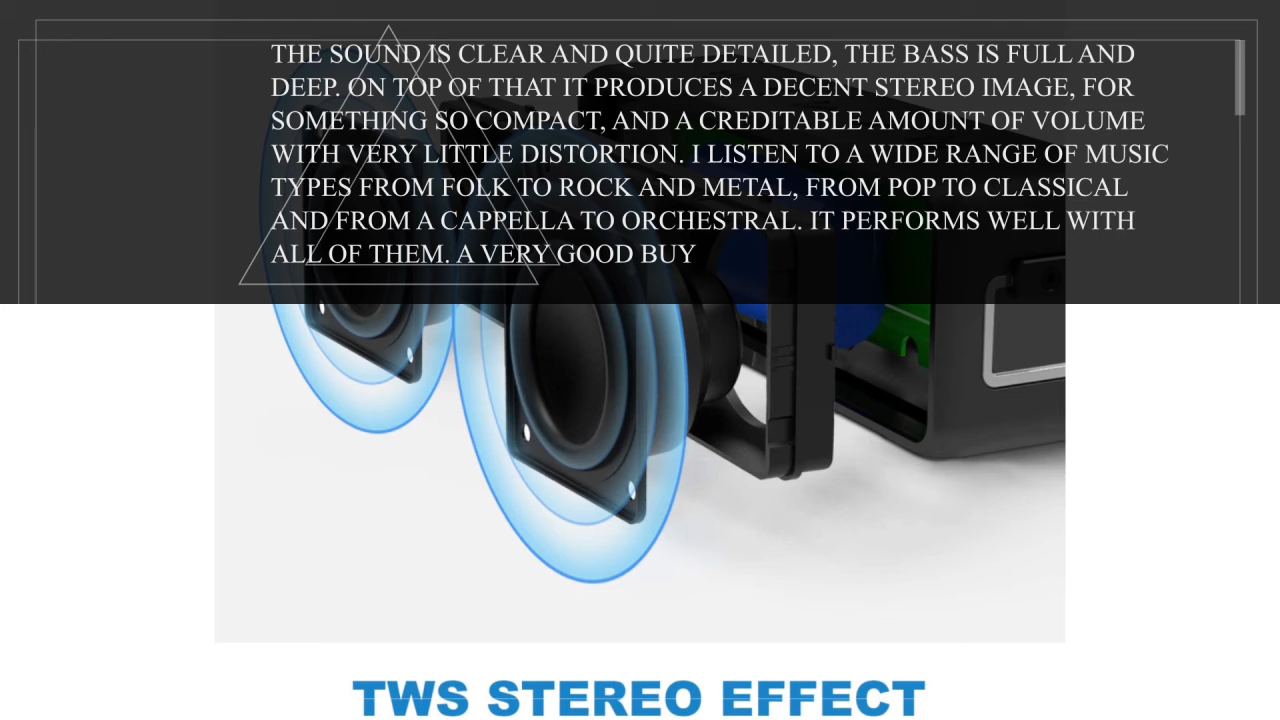 THE SOUND IS CLEAR AND QUITE DETAILED, THE BASS IS FULL AND
DEEP. ON TOP OF THAT IT PRODUCES A DECENT STEREO IMAGE, FOR
SOMETHING SO COMPACT, AND A CREDITABLE AMOUNT OF VOLUME
WITH VERY LITTLE DISTORTION. I LISTEN TO A WIDE RANGE OF MUSIC
TYPES FROM FOLK TO ROCK AND METAL, FROM POP TO CLASSICAL
AND FROM A CAPPELLA TO ORCHESTRAL. IT PERFORMS WELL WITH
ALL OF THEM. A VERY GOOD BUY
TWS STEREO EFFECT